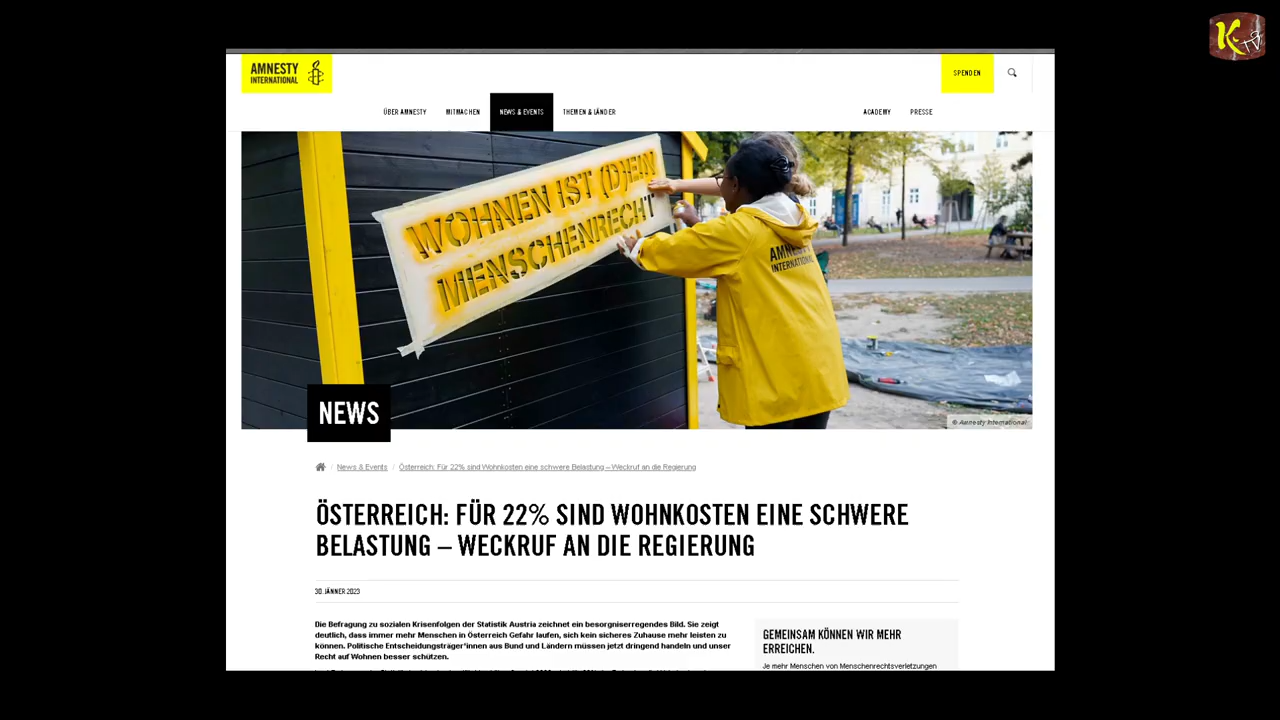 K TV
AMNESTY
INTERNATIONAL
SPENDEN
ÜBER AMNESTY MITMACHEN NEWS & EVENTS THEMEN & LÄNDER ACADEMY PRESSE
WOHNEN IST (D)EIN
MENSCHENRECHT
AMNESTY
INTERNATIONAL
© Amnesty International
NEWS
/ News & Events / Österreich: Für 22% sind Wohnkosten eine schwere Belastung – Weckruf an die Regierung
ÖSTERREICH: FÜR 22% SIND WOHNKOSTEN EINE SCHWERE
BELASTUNG – WECKRUF AN DIE REGIERUNG
30. JÄNNER 2023
Die Befragung zu sozialen Krisenfolgen der Statistik Austria zeichnet ein besorgniserregendes Bild. Sie zeigt
deutlich, dass immer mehr Menschen in Österreich Gefahr laufen, sich kein sicheres Zuhause mehr leisten zu
können. Politische Entscheidungsträger*innen aus Bund und Ländern müssen jetzt dringend handeln und unser
Recht auf Wohnen besser schützen.
GEMEINSAM KÖNNEN WIR MEHR
ERREICHEN.
Je mehr Menschen von Menschenrechtsverletzungen